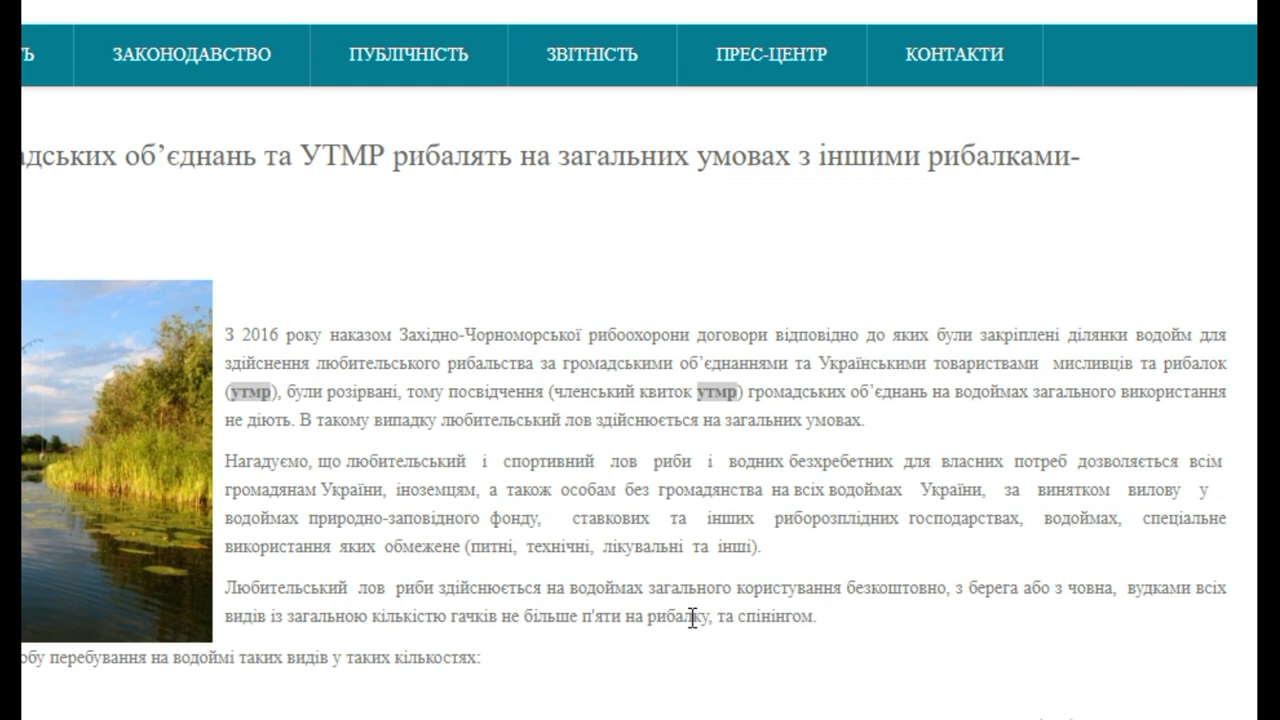 Ь ЗАКОНОДАВСТВО ПУБЛІЧНІСТЬ ЗВІТНІСТЬ ПРЕС-ЦЕНТР КОНТАКТИ
адських об’єднань та УТМР рибалять на загальних умовах з іншими рибалками-
З 2016 року наказом Західно-Чорноморської рибоохорони договори відповідно до яких були закріплені ділянки водойм для
здійснення любительського рибальства за громадськими об’єднаннями та Українськими товариствами мисливців та рибалок
(утмр), були розірвані, тому посвідчення (членський квиток утмр) громадських об’єднань на водоймах загального використання
не діють. В такому випадку любительський лов здійснюється на загальних умовах.
Нагадуємо, що любительський і спортивний лов риби і водних безхребетних для власних потреб дозволяється всім
громадянам України, іноземцям, а також особам без громадянства на всіх водоймах України, за винятком вилову у
водоймах природно-заповідного фонду, ставкових та інших риборозплідних господарствах, водоймах, спеціальне
використання яких обмежене (питні, технічні, лікувальні та інші).
Любительський лов риби здійснюється на водоймах загального користування безкоштовно, з берега або з човна, вудками всіх
видів із загальною кількістю гачків не більше п'яти на рибалку, та спінінгом.
обу перебування на водоймі таких видів у таких кількостях: